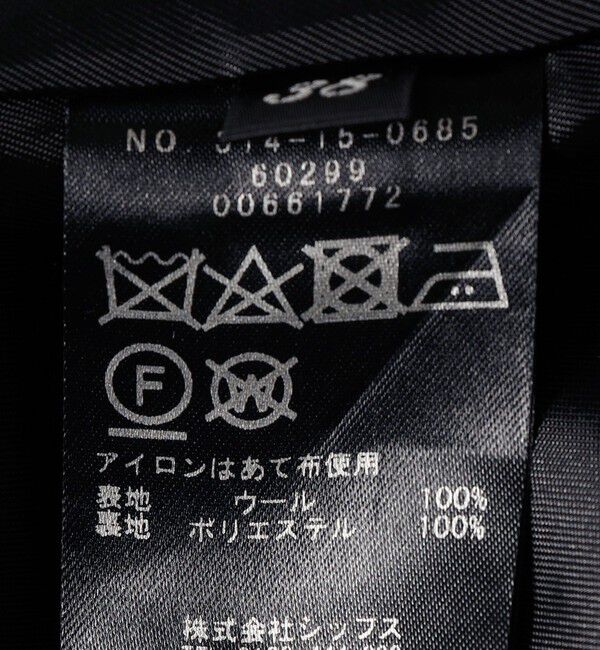 38
NO. 314-15-0685
60299
00661772
F
W
アイロンはあて布使用
表地 ウール 100%
裏地 ポリエステル 100%
株式会社シップス